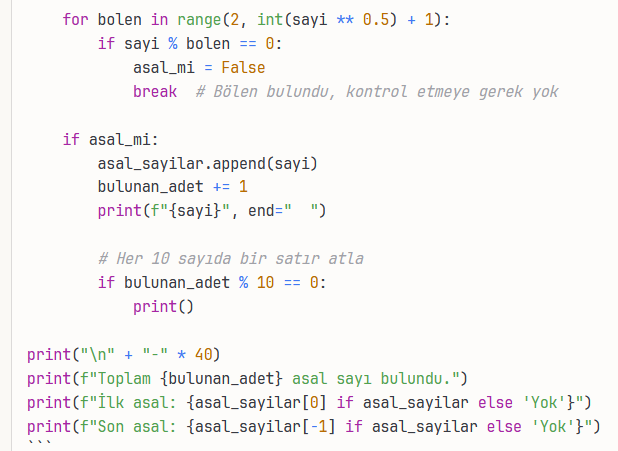 for bolen in range(2, int(sayi ** 0.5) + 1):
if sayi % bolen == 0:
asal_mi = False
break  # Bölen bulundu, kontrol etmeye gerek yok
if asal_mi:
asal_sayilar.append(sayi)
bulunan_adet += 1
print(f"{sayi}", end="  ")
# Her 10 sayıda bir satır atla
if bulunan_adet % 10 == 0:
print()
print("\n" + "-" * 40)
print(f"Toplam {bulunan_adet} asal sayı bulundu.")
print(f"İlk asal: {asal_sayilar[0] if asal_sayilar else 'Yok'}")
print(f"Son asal: {asal_sayilar[-1] if asal_sayilar else 'Yok'}")
```